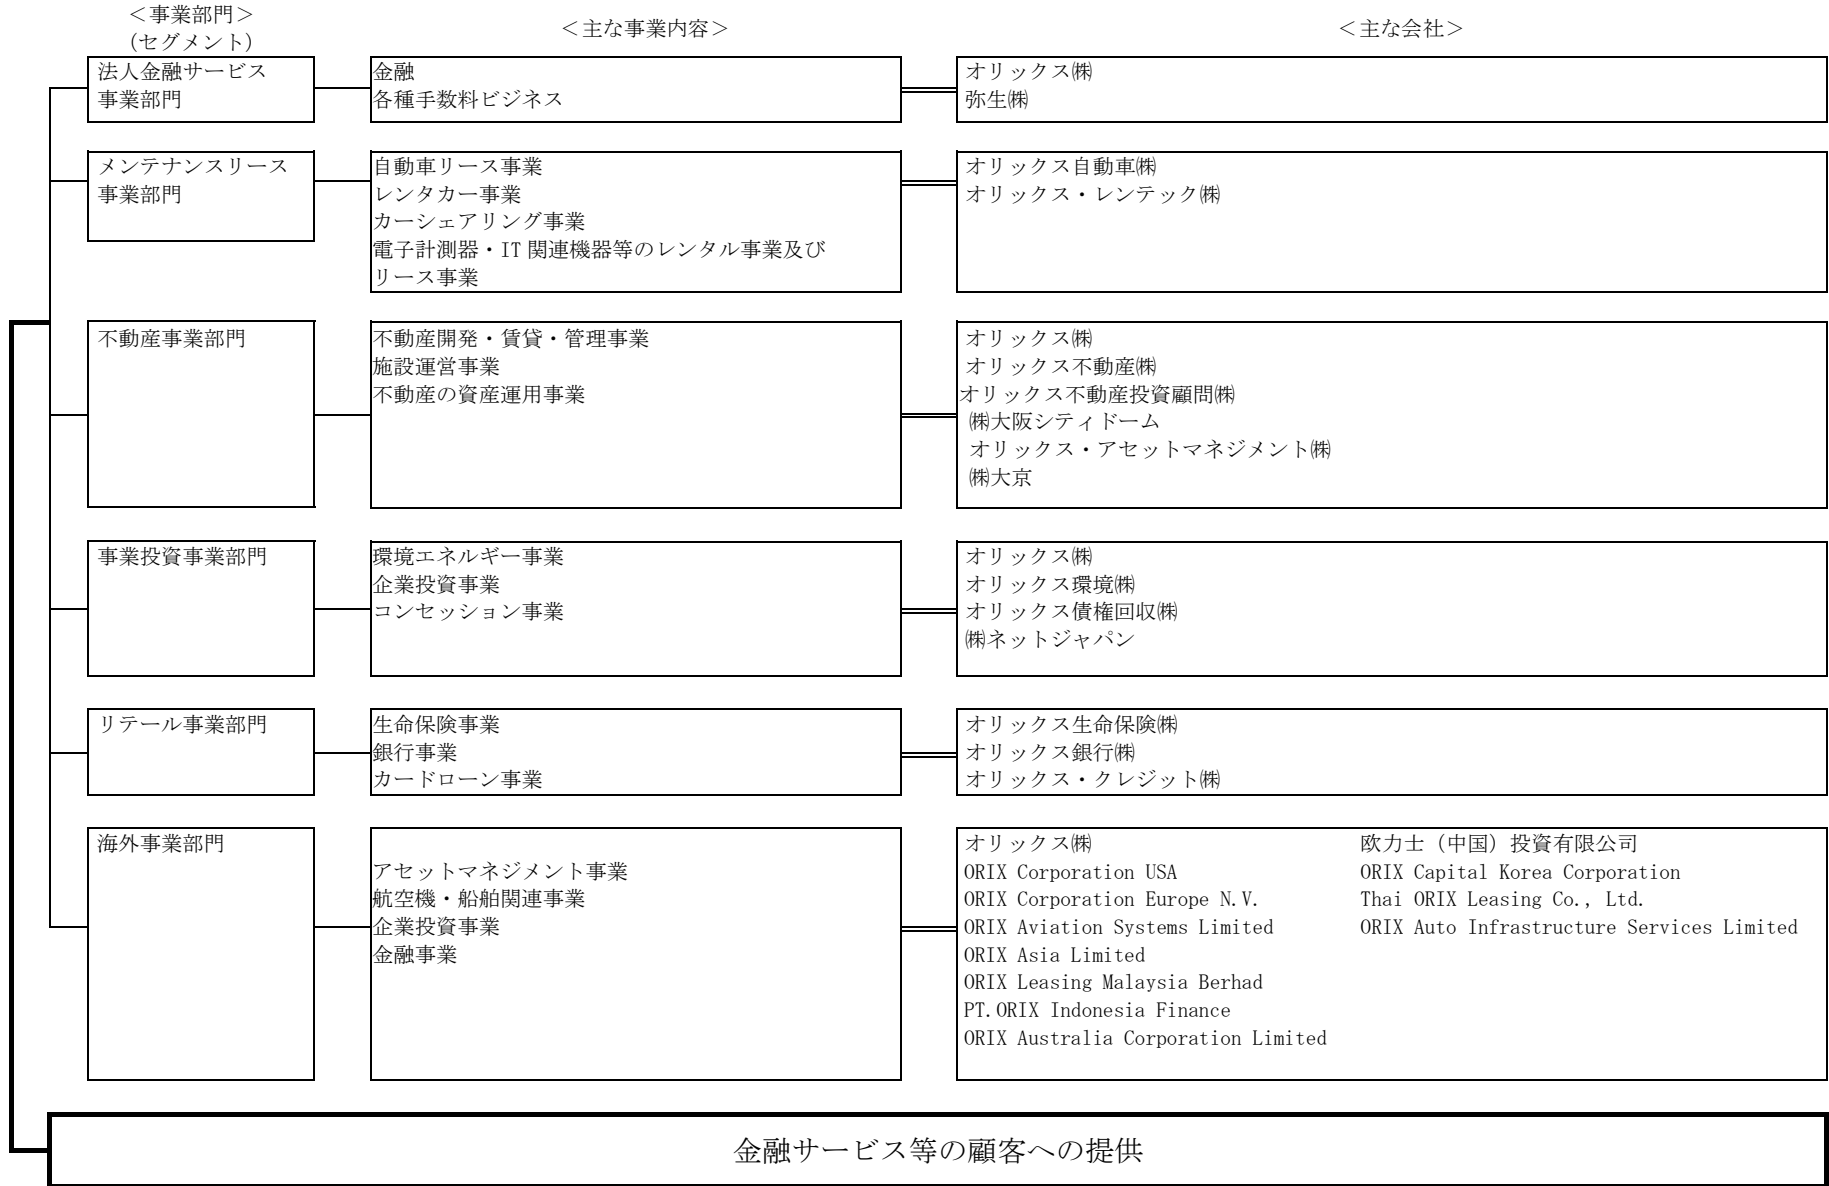 ＜事業部門＞
（セグメント）
＜主な事業内容＞
＜主な会社＞
法人金融サービス
事業部門
金融
各種手数料ビジネス
オリックス㈱
弥生㈱
メンテナンスリース
事業部門
自動車リース事業
レンタカー事業
カーシェアリング事業
電子計測器・IT関連機器等のレンタル事業及び
リース事業
オリックス自動車㈱
オリックス・レンテック㈱
不動産事業部門
不動産開発・賃貸・管理事業
施設運営事業
不動産の資産運用事業
オリックス㈱
オリックス不動産㈱
オリックス不動産投資顧問㈱
㈱大阪シティドーム
オリックス・アセットマネジメント㈱
㈱大京
事業投資事業部門
環境エネルギー事業
企業投資事業
コンセッション事業
オリックス㈱
オリックス環境㈱
オリックス債権回収㈱
㈱ネットジャパン
リテール事業部門
生命保険事業
銀行事業
カードローン事業
オリックス生命保険㈱
オリックス銀行㈱
オリックス・クレジット㈱
海外事業部門
アセットマネジメント事業
航空機・船舶関連事業
企業投資事業
金融事業
オリックス㈱
ORIX Corporation USA
ORIX Corporation Europe N.V.
ORIX Aviation Systems Limited
ORIX Asia Limited
ORIX Leasing Malaysia Berhad
PT.ORIX Indonesia Finance
ORIX Australia Corporation Limited
欧力士（中国）投資有限公司
ORIX Capital Korea Corporation
Thai ORIX Leasing Co., Ltd.
ORIX Auto Infrastructure Services Limited
金融サービス等の顧客への提供